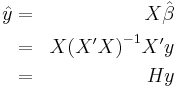 ŷ = Xβ̂
= X(X′X)⁻¹X′y
= Hy